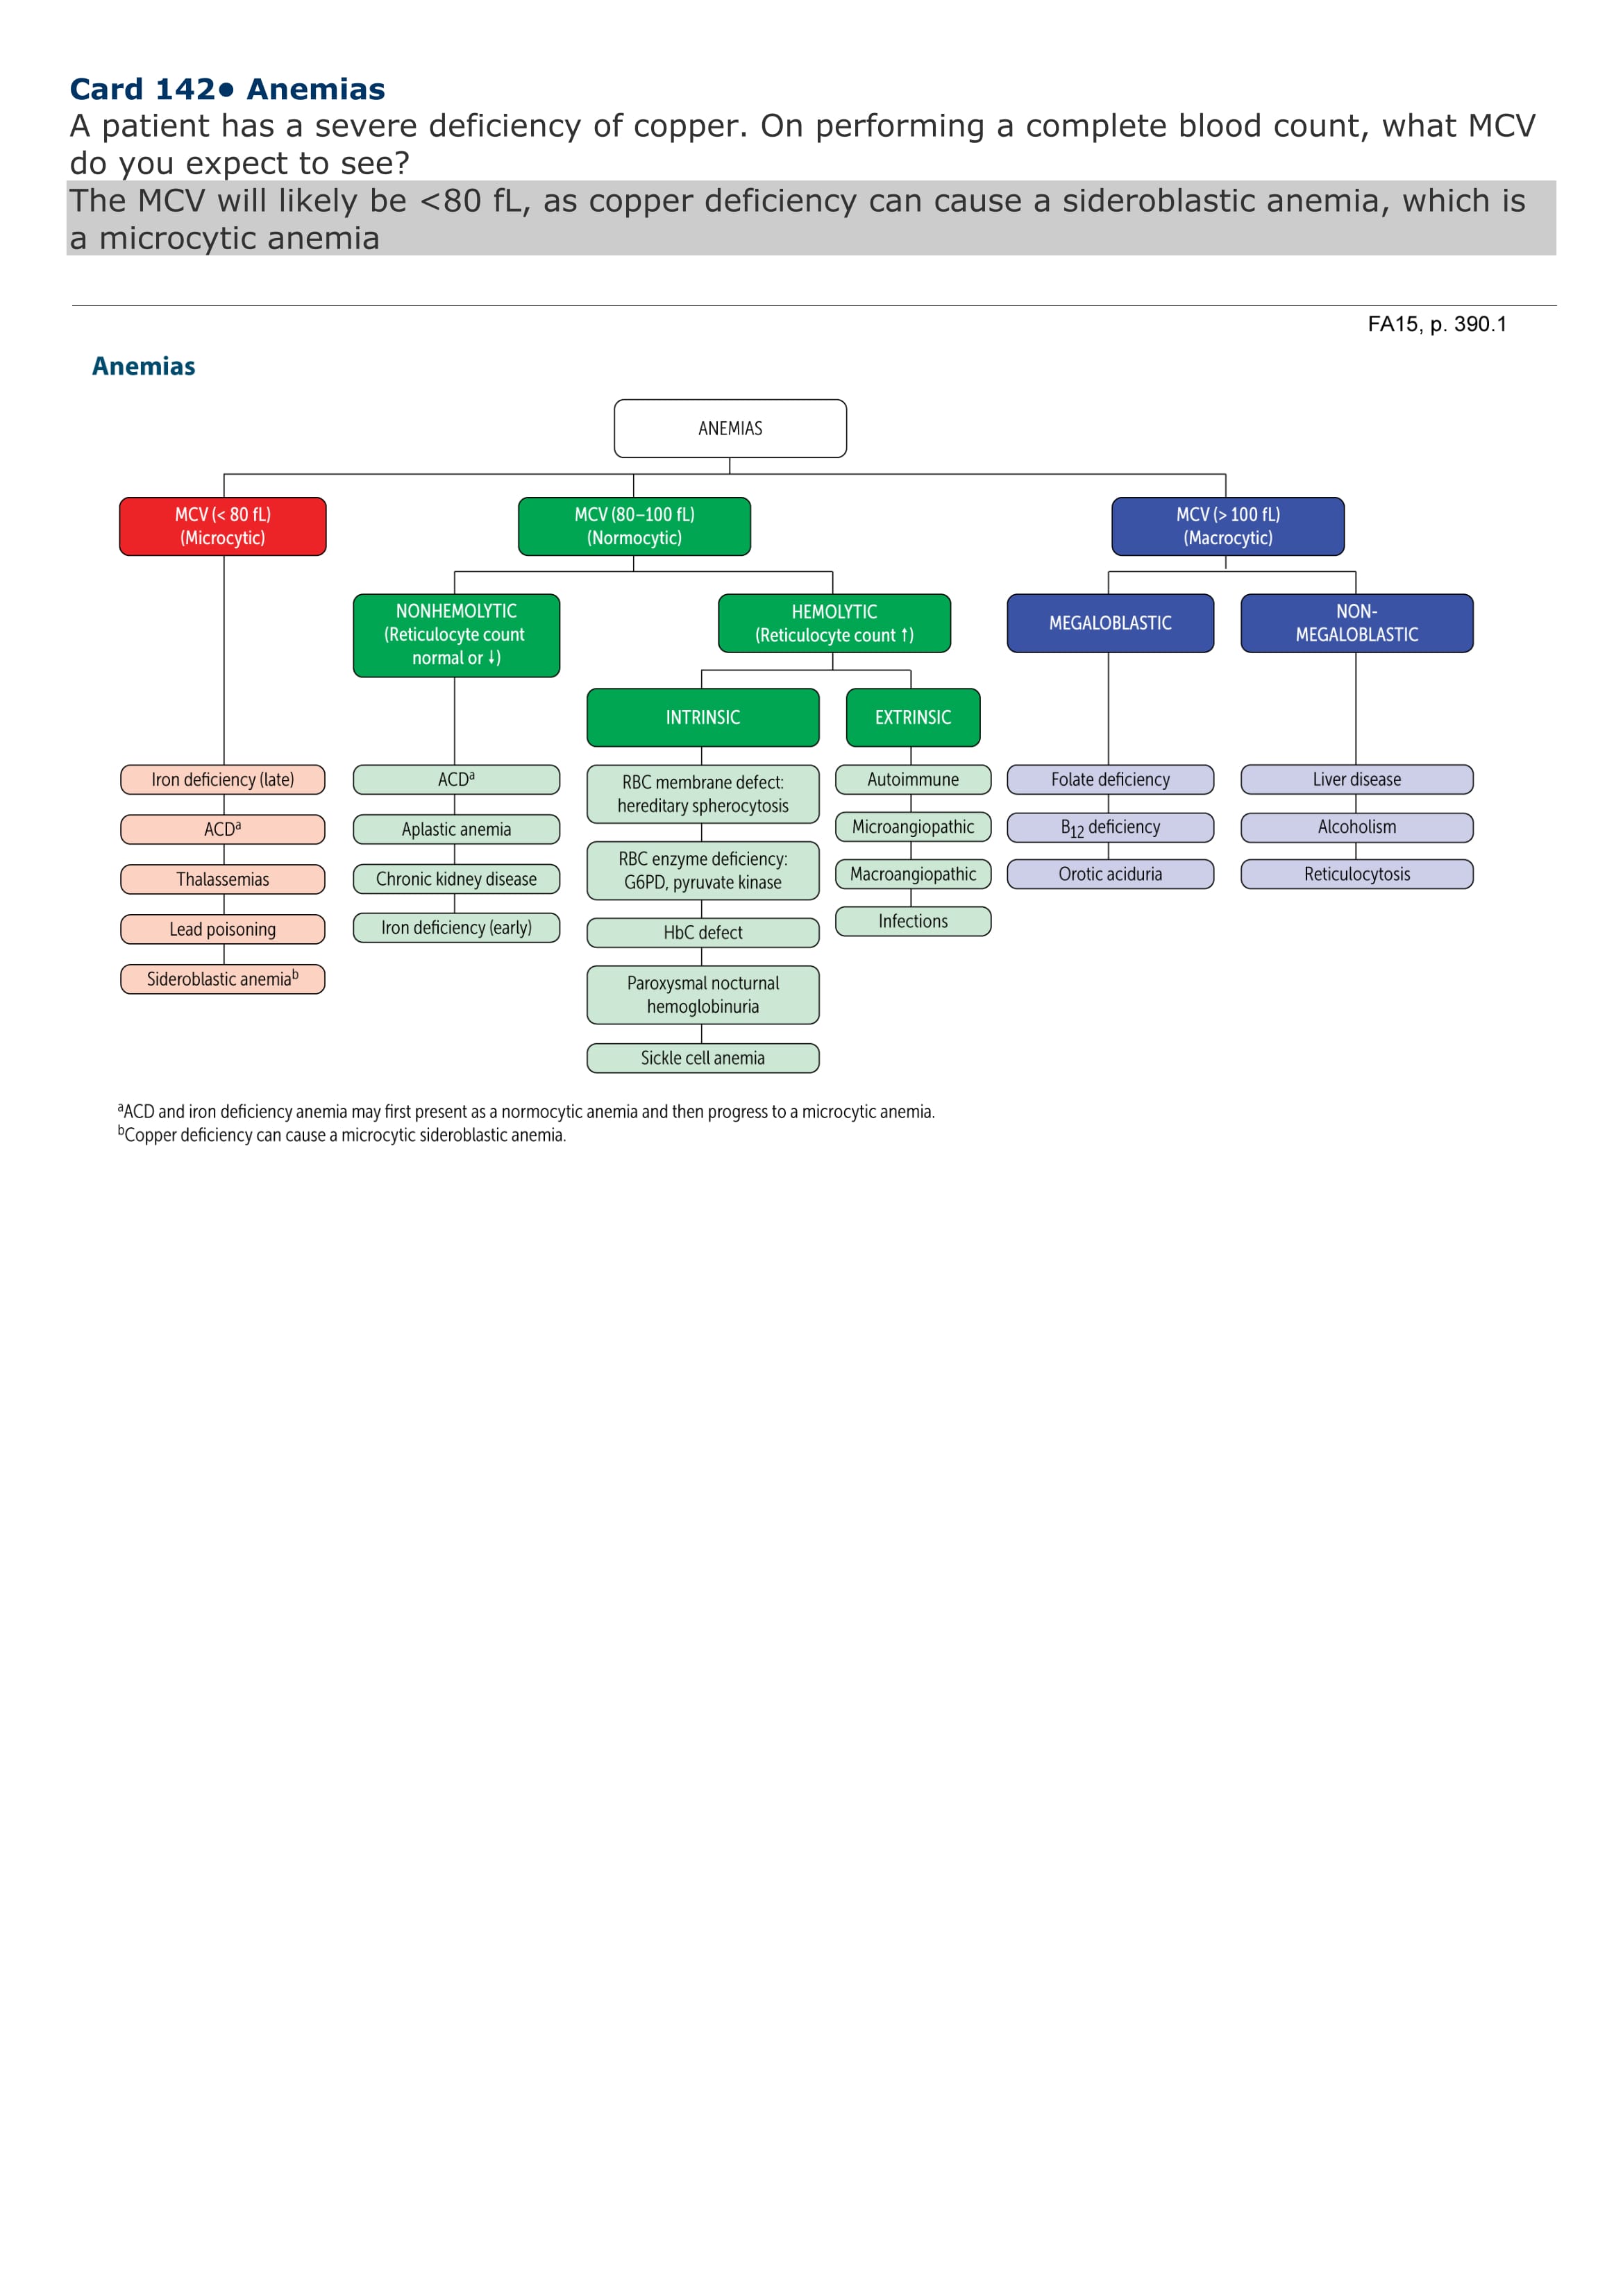 Card 142● Anemias
A patient has a severe deficiency of copper. On performing a complete blood count, what MCV
do you expect to see?
The MCV will likely be <80 fL, as copper deficiency can cause a sideroblastic anemia, which is
a microcytic anemia
FA15, p. 390.1
Anemias
ANEMIAS
MCV (< 80 fL)
(Microcytic)
MCV (80–100 fL)
(Normocytic)
MCV (> 100 fL)
(Macrocytic)
NONHEMOLYTIC
(Reticulocyte count
normal or ↓)
HEMOLYTIC
(Reticulocyte count ↑)
MEGALOBLASTIC
NON-
MEGALOBLASTIC
INTRINSIC
EXTRINSIC
Iron deficiency (late)
ACDa
Thalassemias
Lead poisoning
Sideroblastic anemiab
ACDa
Aplastic anemia
Chronic kidney disease
Iron deficiency (early)
RBC membrane defect:
hereditary spherocytosis
RBC enzyme deficiency:
G6PD, pyruvate kinase
HbC defect
Paroxysmal nocturnal
hemoglobinuria
Sickle cell anemia
Autoimmune
Microangiopathic
Macroangiopathic
Infections
Folate deficiency
B12 deficiency
Orotic aciduria
Liver disease
Alcoholism
Reticulocytosis
aACD and iron deficiency anemia may first present as a normocytic anemia and then progress to a microcytic anemia.
bCopper deficiency can cause a microcytic sideroblastic anemia.